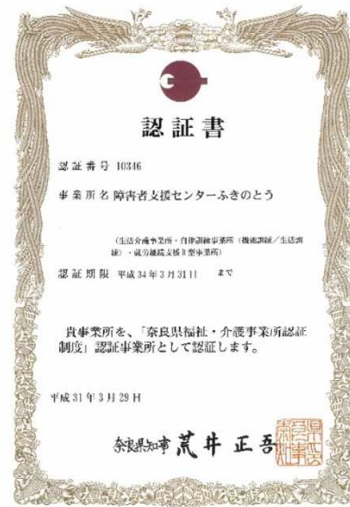 認証書
認証番号 10346
事業所名 障害者支援センターふきのとう
(生活介護事業所・自律訓練事業所(機能訓練/生活訓
練)・就労継続支援B型事業所)
認証期限 平成34年3月31日 まで
貴事業所を、「奈良県福祉・介護事業所認証
制度」認証事業所として認証します。
平成31年3月29日
奈良県知事 荒井正吾